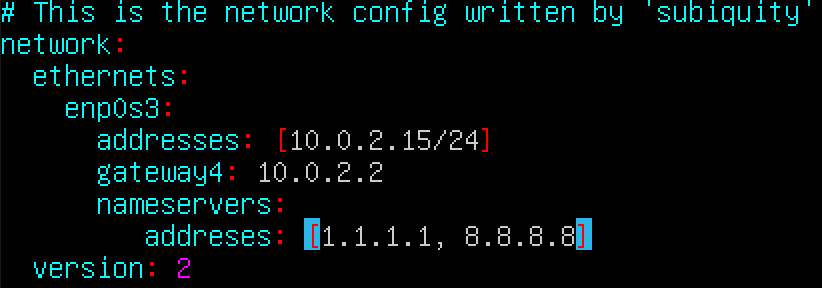 # This is the network config written by 'subiquity'
network:
  ethernets:
    enp0s3:
      addresses: [10.0.2.15/24]
      gateway4: 10.0.2.2
      nameservers:
         addreses: [1.1.1.1, 8.8.8.8]
  version: 2